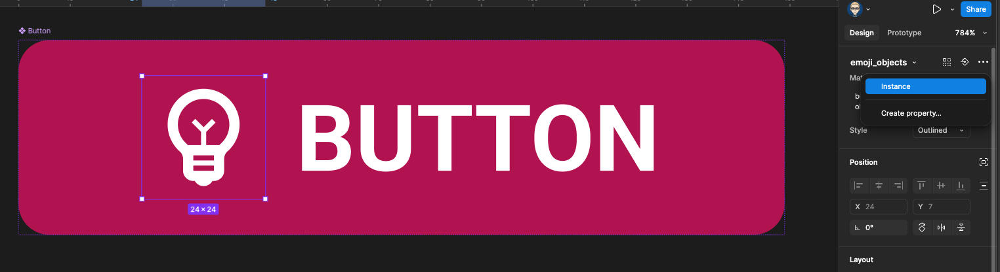 Share
Button
Design Prototype 784%
emoji_objects
Instance
Create property...
Style Outlined
BUTTON
24 × 24
Position
X 24 Y 7
0°
Layout